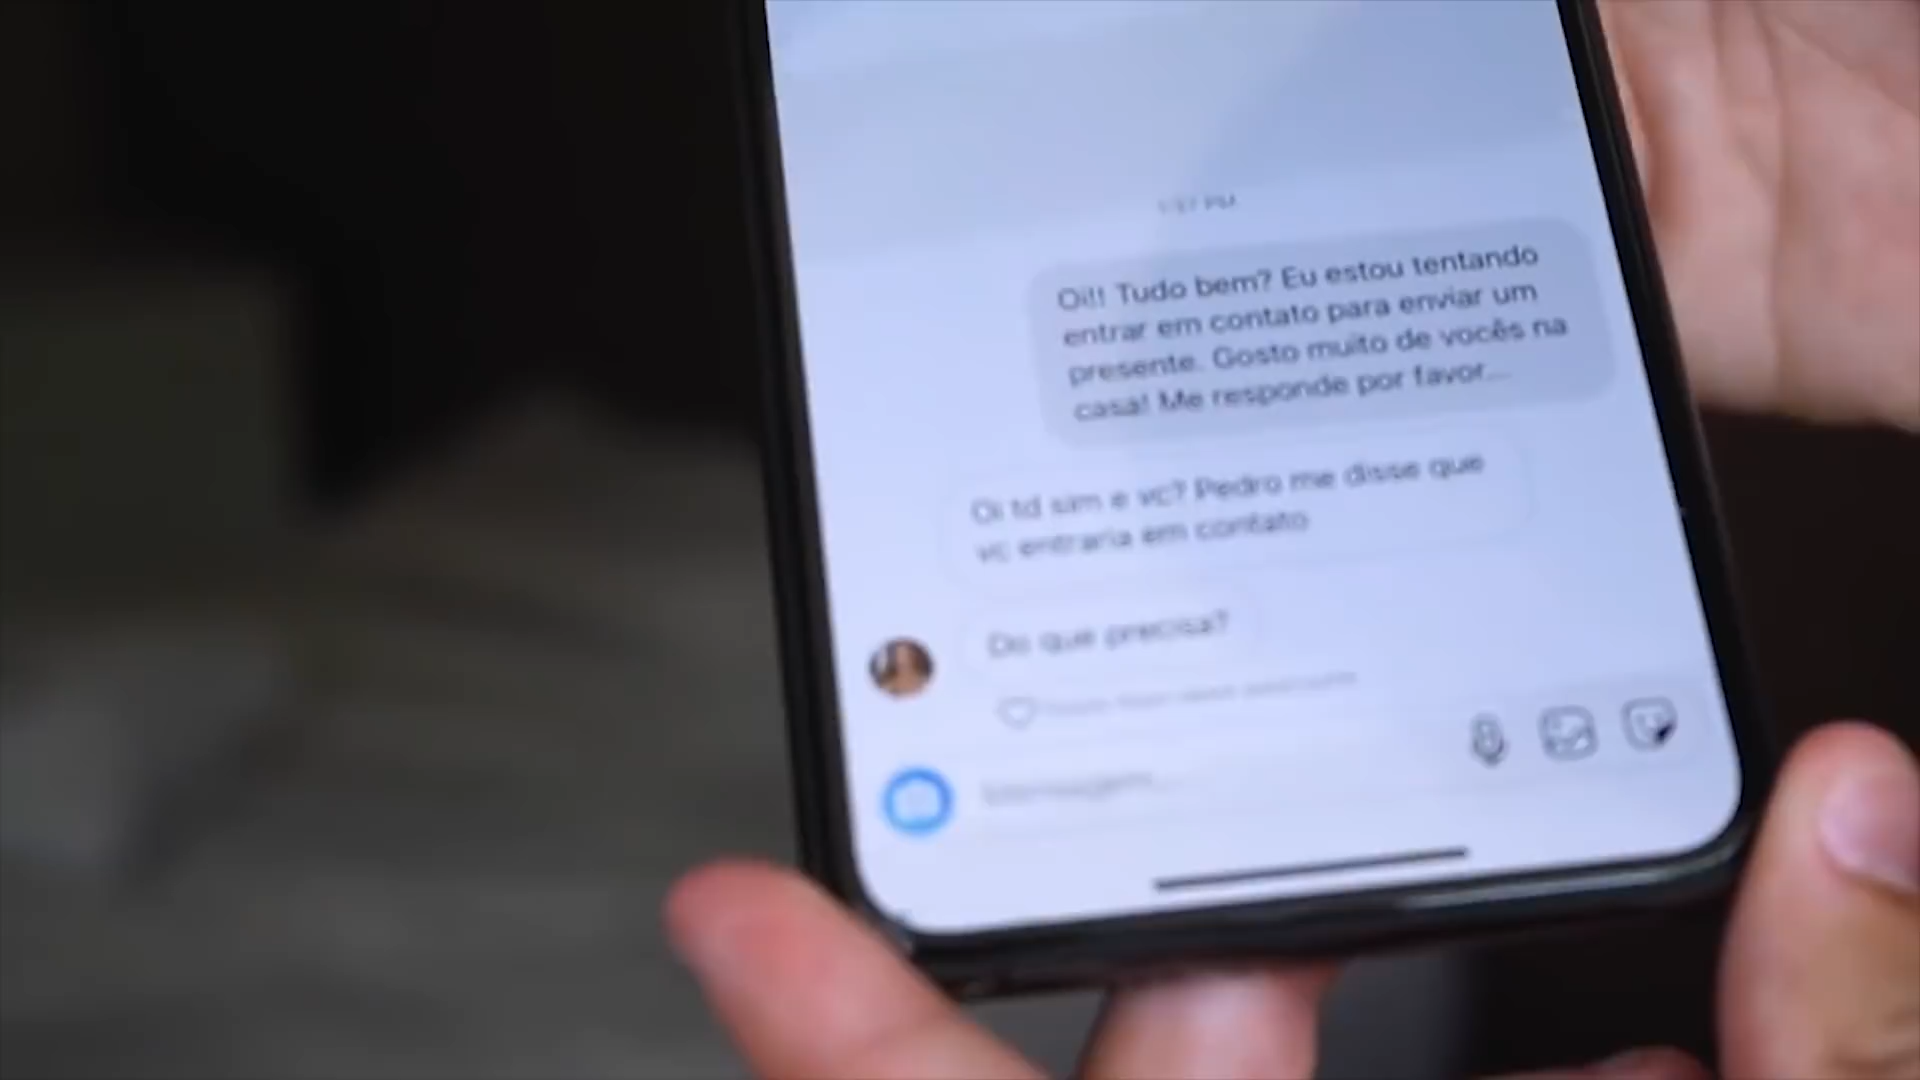 Oi!! Tudo bem? Eu estou tentando
entrar em contato para enviar um
presente. Gosto muito de vocês na
casa! Me responde por favor...
Oi td sim e vc? Pedro me disse que
vc entraria em contato
Do que precisa?
Mensagem...